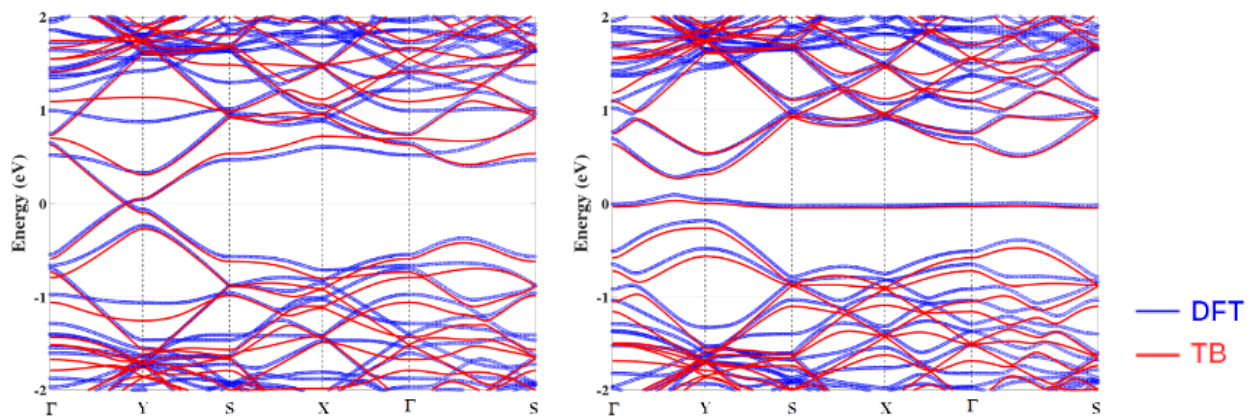 2
1
0
-1
-2
Energy (eV)
Γ Y S X Γ S
2
1
0
-1
-2
Energy (eV)
Γ Y S X Γ S
DFT
TB